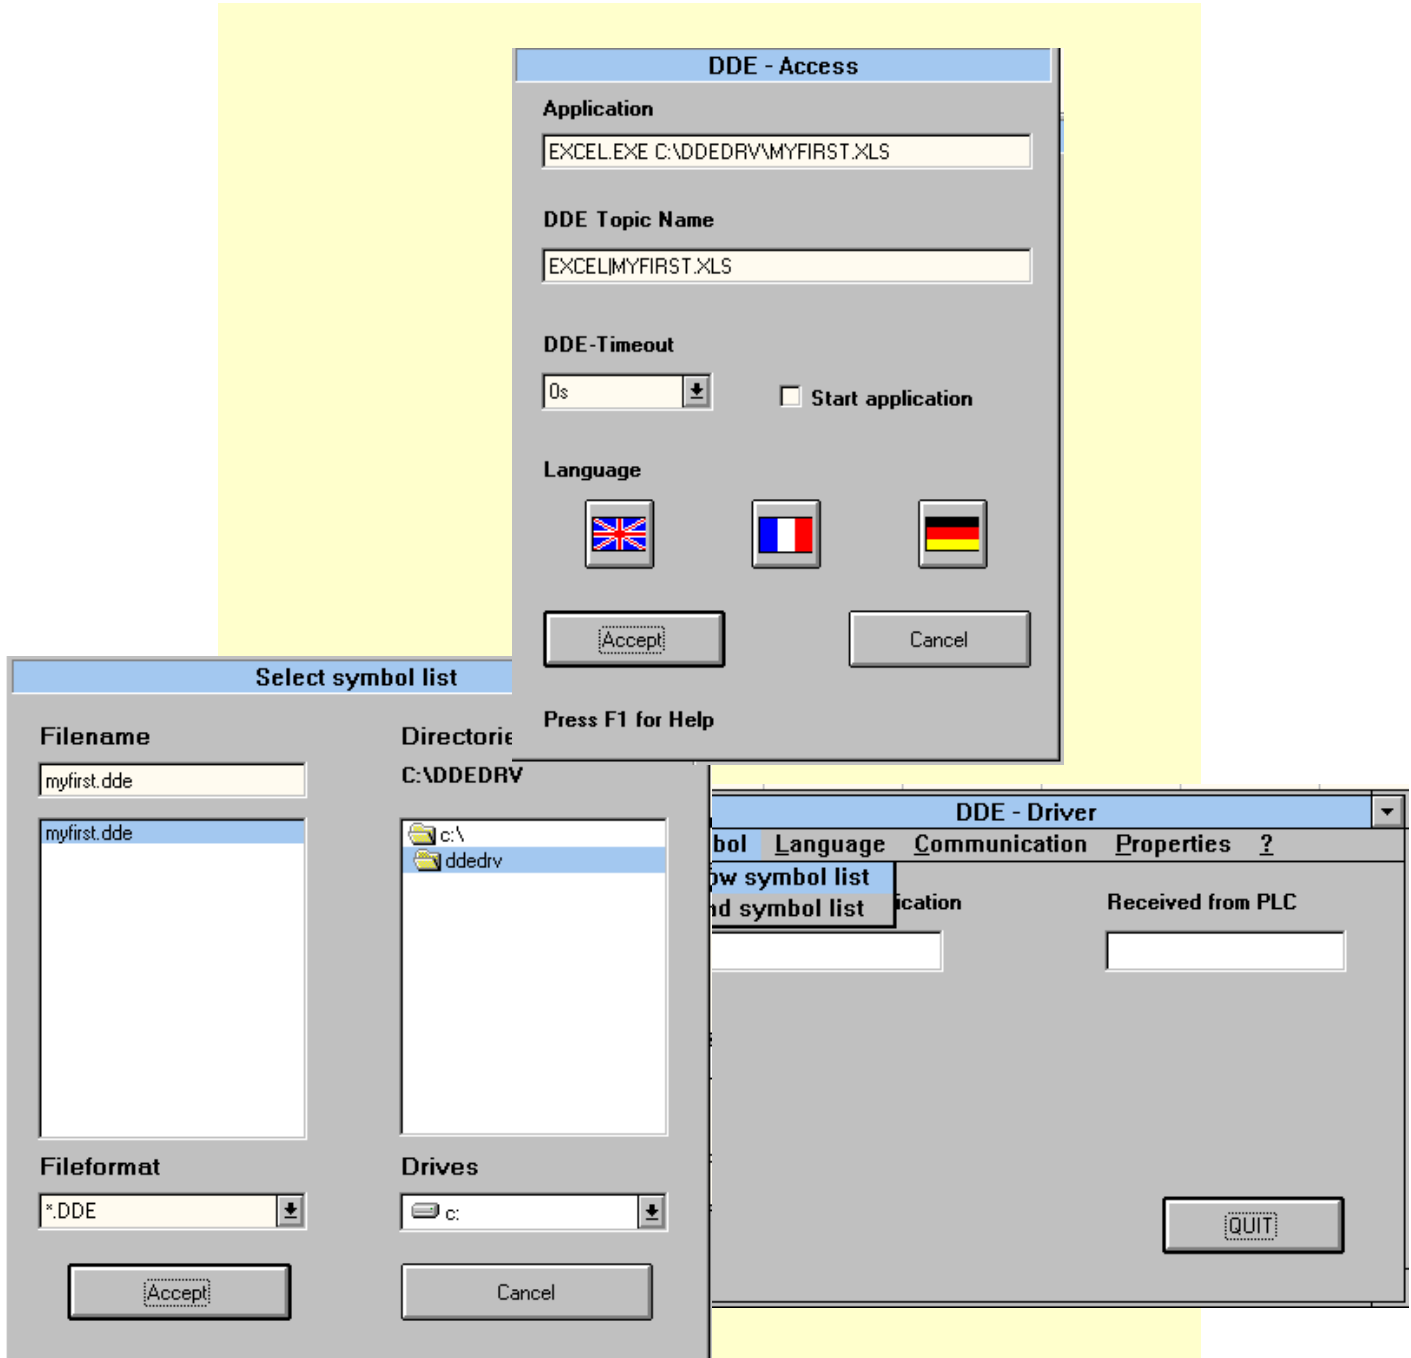 DDE - Access
Application
EXCEL.EXE C:\DDEDRV\MYFIRST.XLS
DDE Topic Name
EXCEL|MYFIRST.XLS
DDE-Timeout
0s
Start application
Language
Accept
Cancel
Press F1 for Help
Select symbol list
Filename
Directorie
myfirst.dde
C:\DDEDRV
myfirst.dde
c:\
ddedrv
Fileformat
Drives
*.DDE
c:
Accept
Cancel
DDE - Driver
bol Language Communication Properties ?
ow symbol list
nd symbol list
ication
Received from PLC
QUIT